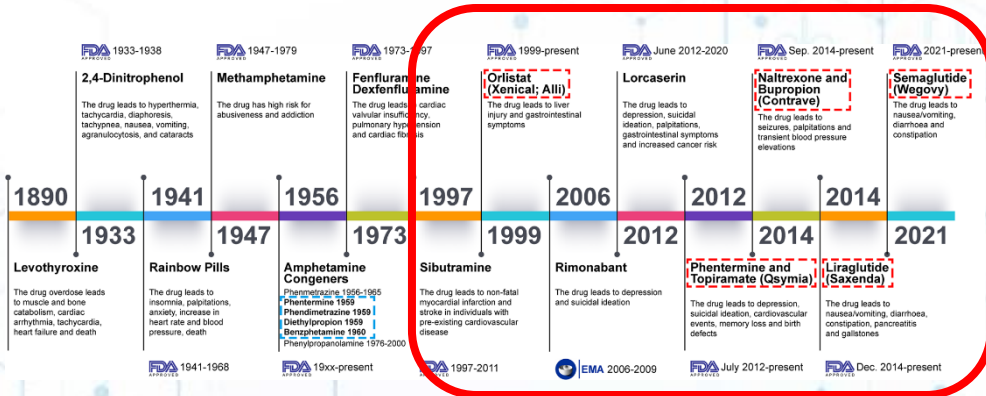 FDA APPROVED 1933-1938
2,4-Dinitrophenol
The drug leads to hyperthermia,
tachycardia, diaphoresis,
tachypnea, nausea, vomiting,
agranulocytosis, and cataracts
FDA APPROVED 1947-1979
Methamphetamine
The drug has high risk for
abusiveness and addiction
FDA APPROVED 1973-1997
Fenfluramine
Dexfenfluramine
The drug leads to cardiac
valvular insufficiency,
pulmonary hypertension
and cardiac fibrosis
FDA APPROVED 1999-present
Orlistat
(Xenical; Alli)
The drug leads to liver
injury and gastrointestinal
symptoms
FDA APPROVED June 2012-2020
Lorcaserin
The drug leads to
depression, suicidal
ideation, palpitations,
gastrointestinal symptoms
and increased cancer risk
FDA APPROVED Sep. 2014-present
Naltrexone and
Bupropion
(Contrave)
The drug leads to
seizures, palpitations and
transient blood pressure
elevations
FDA APPROVED 2021-present
Semaglutide
(Wegovy)
The drug leads to
nausea/vomiting,
diarrhoea and
constipation
1890
1941
1956
1997
2006
2012
2014
1933
1947
1973
1999
2012
2014
2021
Levothyroxine
The drug overdose leads
to muscle and bone
catabolism, cardiac
arrhythmia, tachycardia,
heart failure and death
Rainbow Pills
The drug leads to
insomnia, palpitations,
anxiety, increase in
heart rate and blood
pressure, death
FDA APPROVED 1941-1968
Amphetamine
Congeners
Phenmetrazine 1956-1965
Phentermine 1959
Phendimetrazine 1959
Diethylpropion 1959
Benzphetamine 1960
Phenylpropanolamine 1976-2000
FDA APPROVED 19xx-present
Sibutramine
The drug leads to non-fatal
myocardial infarction and
stroke in individuals with
pre-existing cardiovascular
disease
FDA APPROVED 1997-2011
Rimonabant
The drug leads to depression
and suicidal ideation
EMA 2006-2009
Phentermine and
Topiramate (Qsymia)
The drug leads to depression,
suicidal ideation, cardiovascular
events, memory loss and birth
defects
FDA APPROVED July 2012-present
Liraglutide
(Saxenda)
The drug leads to
nausea/vomiting, diarrhoea,
constipation, pancreatitis
and gallstones
FDA APPROVED Dec. 2014-present